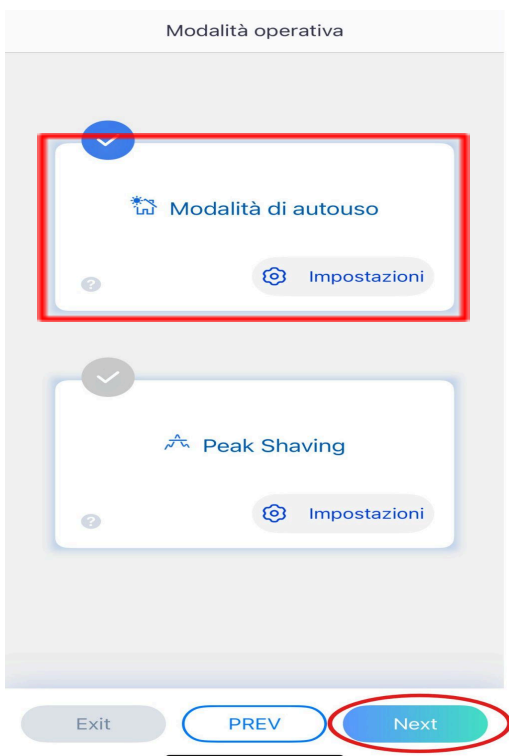 Modalità operativa
Modalità di autouso
? Impostazioni
Peak Shaving
? Impostazioni
Exit PREV Next